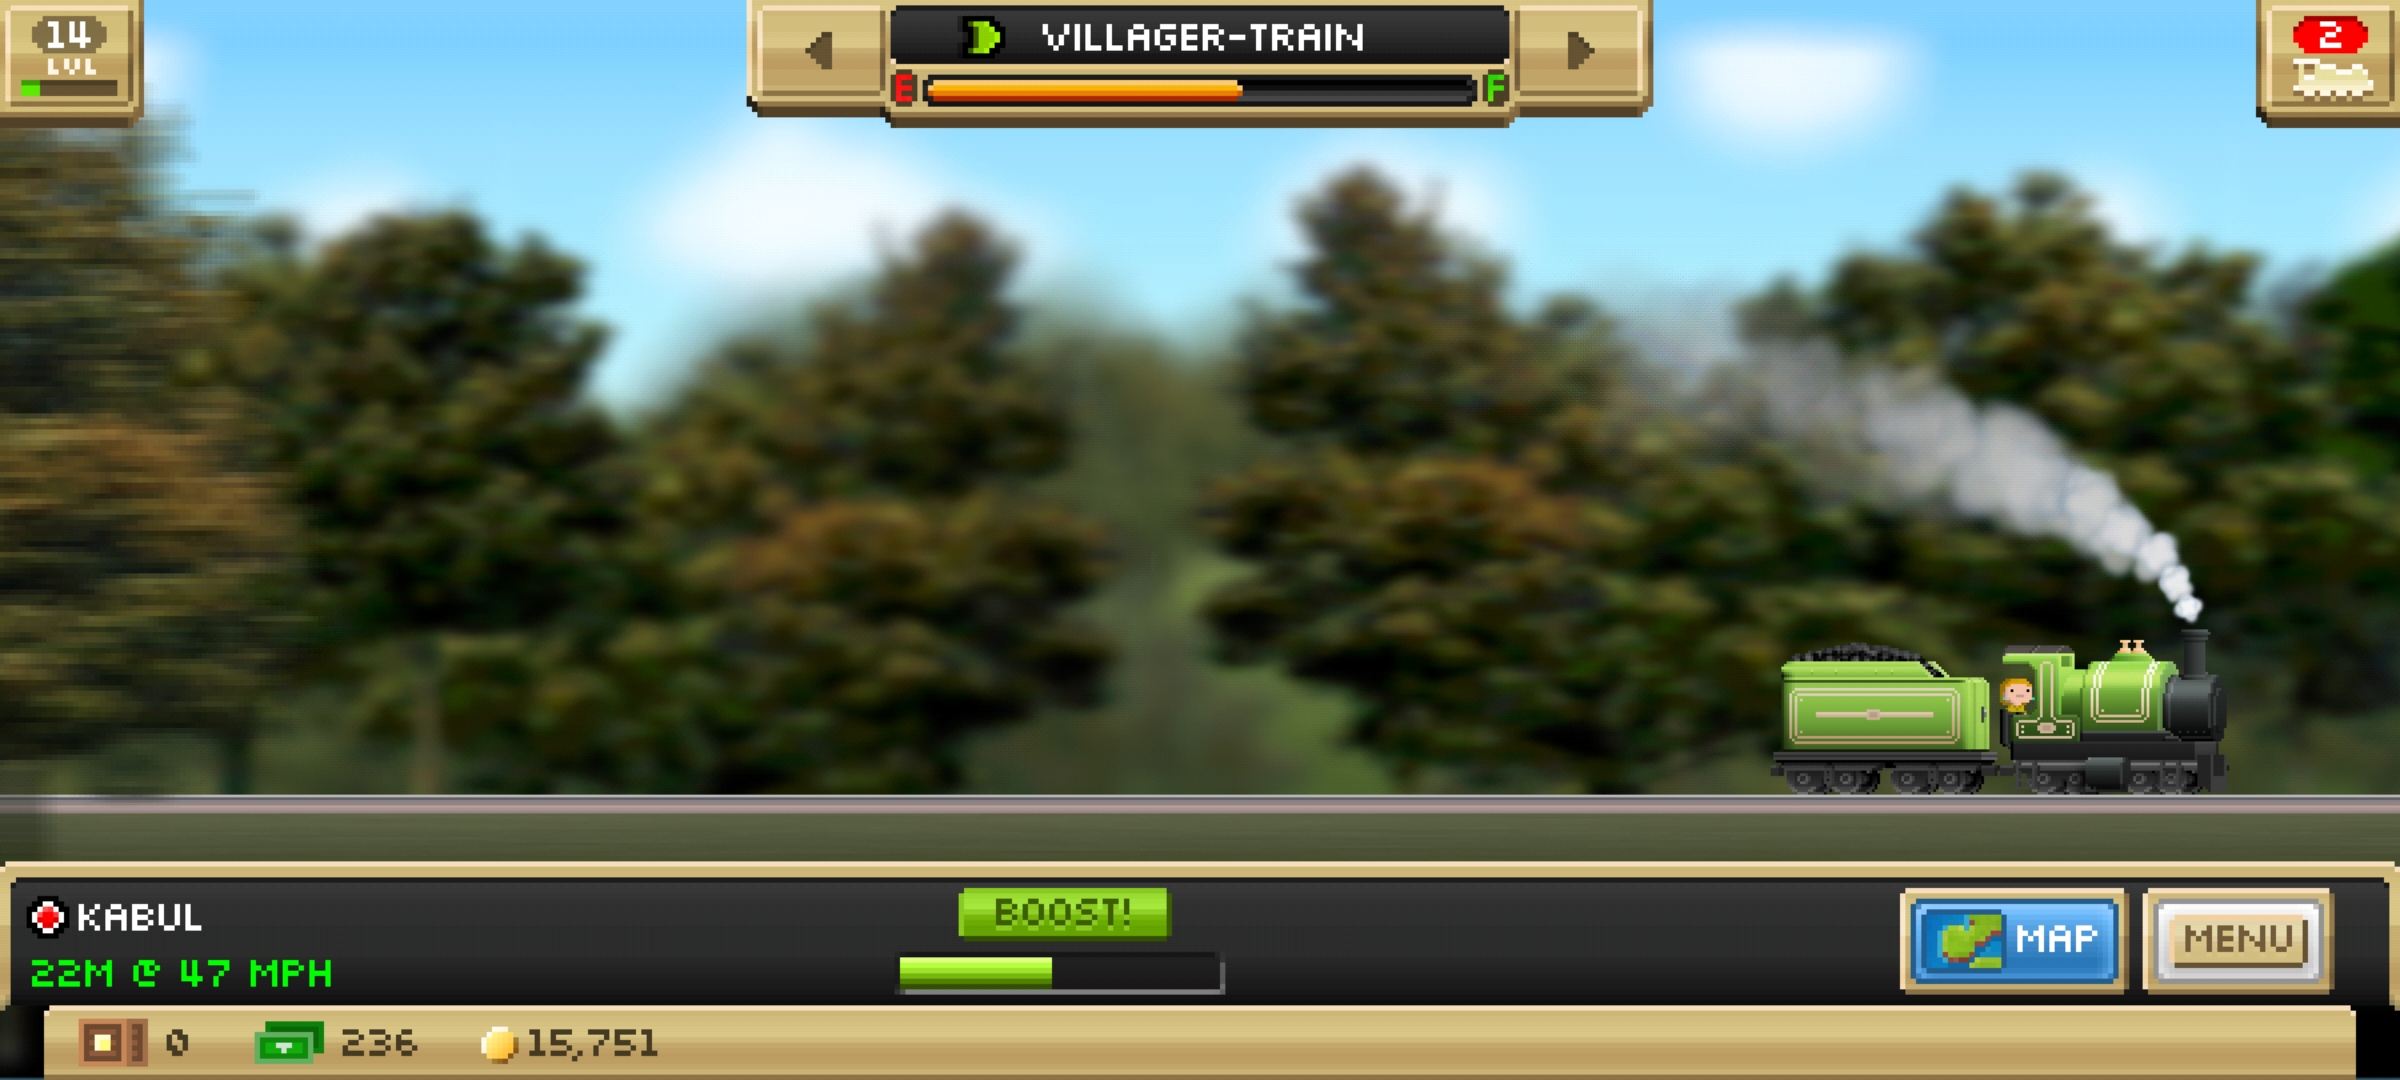 14
LVL
VILLAGER-TRAIN
E F
2
KABUL
22M @ 47 MPH
BOOST!
MAP
MENU
0 236 15,751